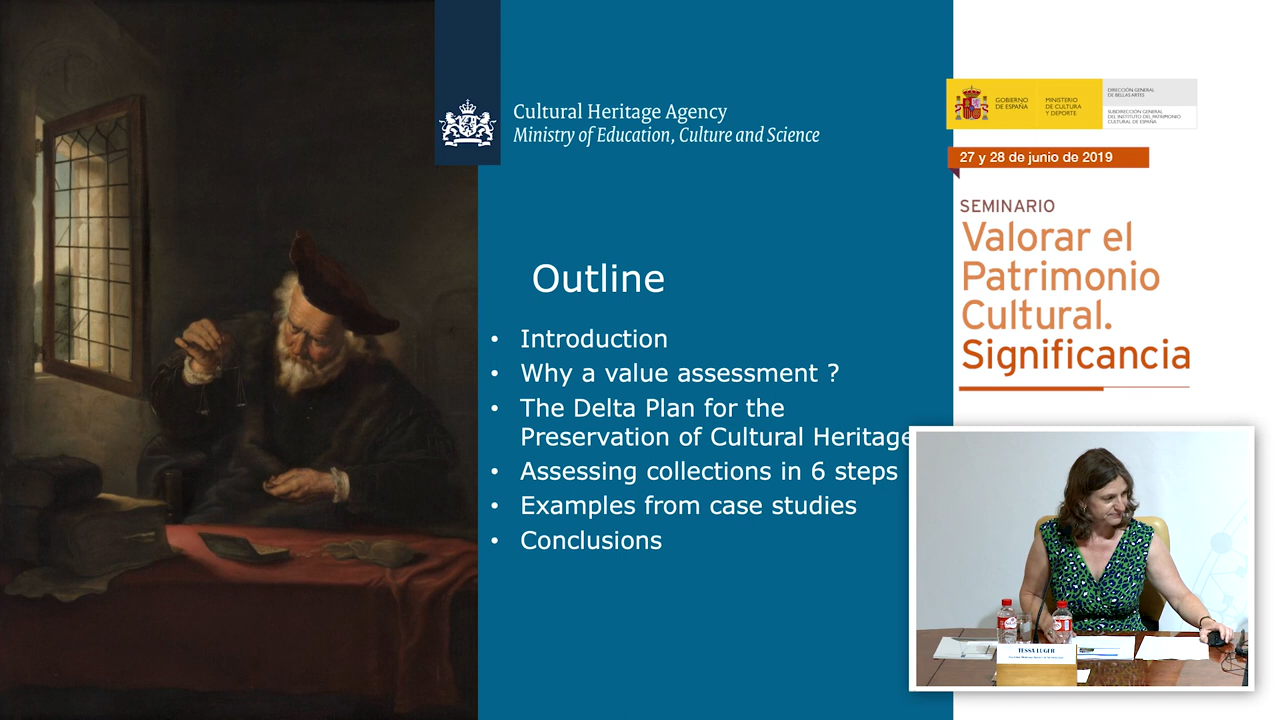 Cultural Heritage Agency
Ministry of Education, Culture and Science
Outline
• Introduction
• Why a value assessment ?
• The Delta Plan for the
Preservation of Cultural Heritage
• Assessing collections in 6 steps
• Examples from case studies
• Conclusions
GOBIERNO
DE ESPAÑA
MINISTERIO
DE CULTURA
Y DEPORTE
DIRECCIÓN GENERAL
DE BELLAS ARTES
SUBDIRECCIÓN GENERAL
DEL INSTITUTO DEL PATRIMONIO
CULTURAL DE ESPAÑA
27 y 28 de junio de 2019
SEMINARIO
Valorar el
Patrimonio
Cultural.
Significancia
TESSA LUGER